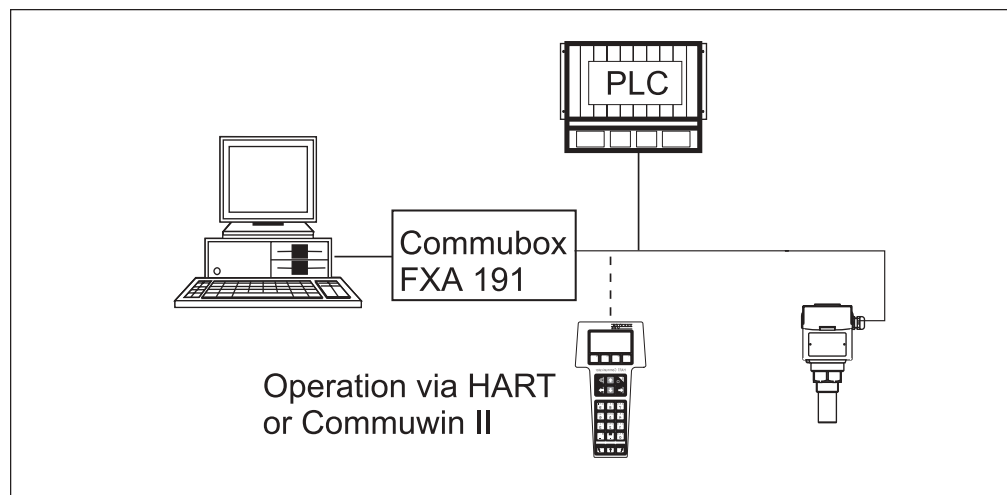 PLC
Commubox
FXA 191
Operation via HART
or Commuwin II